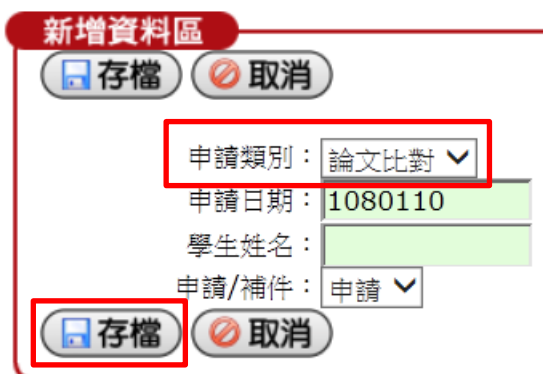 新增資料區
存檔 取消
申請類別：論文比對
申請日期：1080110
學生姓名：
申請/補件：申請
存檔 取消